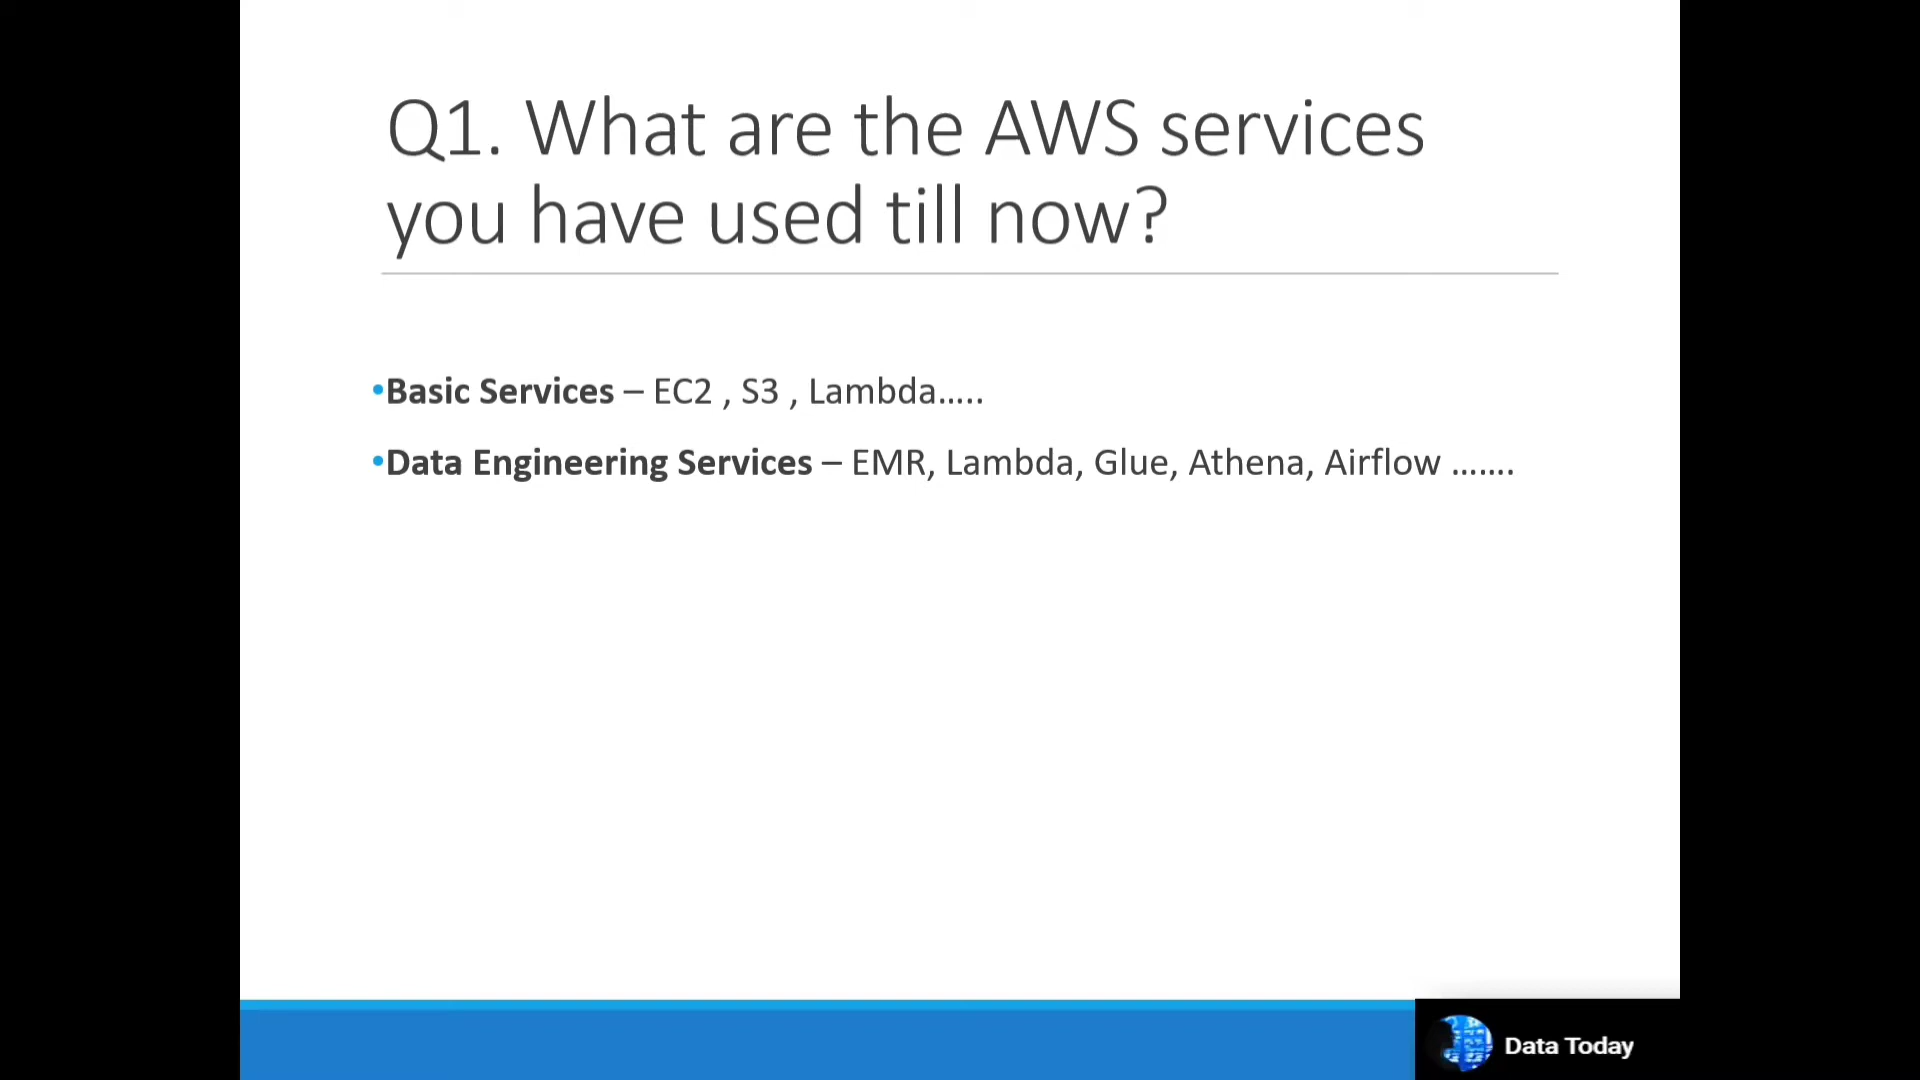 Q1. What are the AWS services
you have used till now?
•Basic Services – EC2 , S3 , Lambda.....
•Data Engineering Services – EMR, Lambda, Glue, Athena, Airflow .......
Data Today